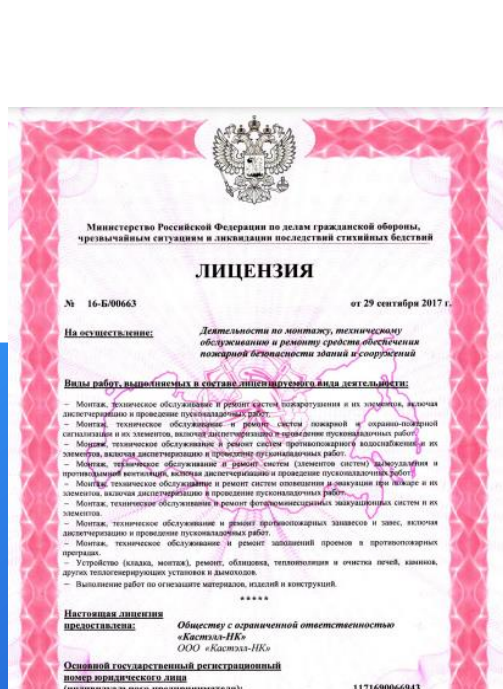 Министерство Российской Федерации по делам гражданской обороны,
чрезвычайным ситуациям и ликвидации последствий стихийных бедствий
ЛИЦЕНЗИЯ
№ 16-Б/00663
от 29 сентября 2017 г.
На осуществление:
Деятельности по монтажу, техническому
обслуживанию и ремонту средств обеспечения
пожарной безопасности зданий и сооружений
Виды работ, выполняемых в составе лицензируемого вида деятельности:
– Монтаж, техническое обслуживание и ремонт систем пожаротушения и их элементов, включая
диспетчеризацию и проведение пусконаладочных работ.
– Монтаж, техническое обслуживание и ремонт систем пожарной и охранно-пожарной
сигнализации и их элементов, включая диспетчеризацию и проведение пусконаладочных работ.
– Монтаж, техническое обслуживание и ремонт систем противопожарного водоснабжения и их
элементов, включая диспетчеризацию и проведение пусконаладочных работ.
– Монтаж, техническое обслуживание и ремонт систем (элементов систем) дымоудаления и
противодымной вентиляции, включая диспетчеризацию и проведение пусконаладочных работ.
– Монтаж, техническое обслуживание и ремонт систем оповещения и эвакуации при пожаре и их
элементов, включая диспетчеризацию и проведение пусконаладочных работ.
– Монтаж, техническое обслуживание и ремонт фотолюминесцентных эвакуационных систем и их
элементов.
– Монтаж, техническое обслуживание и ремонт противопожарных занавесов и завес, включая
диспетчеризацию и проведение пусконаладочных работ.
– Монтаж, техническое обслуживание и ремонт заполнений проемов в противопожарных
преградах.
– Устройство (кладка, монтаж), ремонт, облицовка, теплоизоляция и очистка печей, каминов,
других теплогенерирующих установок и дымоходов.
– Выполнение работ по огнезащите материалов, изделий и конструкций.
*****
Настоящая лицензия
предоставлена:
Обществу с ограниченной ответственностью
«Кастэлл-НК»
ООО «Кастэлл-НК»
Основной государственный регистрационный
номер юридического лица
(индивидуального предпринимателя):
1171690066943